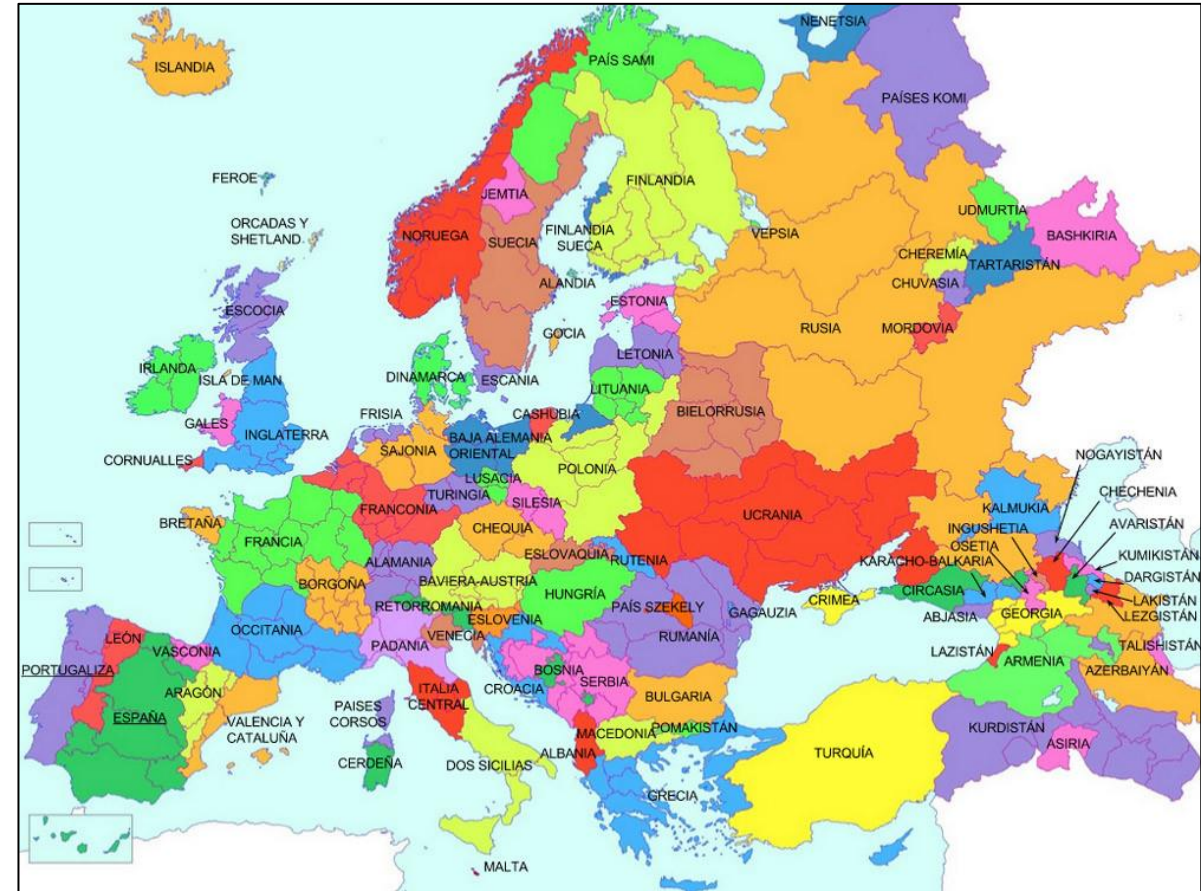 NENETSIA
ISLANDIA
PAÍS SAMI
PAÍSES KOMI
FEROE
JEMTIA
FINLANDIA
ORCADAS Y
SHETLAND
NORUEGA
SUECIA
FINLANDIA
SUECA
VEPSIA
UDMURTIA
BASHKIRIA
CHEREMÍA
TARTARISTÁN
CHUVASIA
ALANDIA
ESCOCIA
ESTONIA
GOCIA
RUSIA
MORDOVIA
IRLANDA
ISLA DE MAN
DINAMARCA
ESCANIA
LETONIA
LITUANIA
GALES
INGLATERRA
FRISIA
CASHUBIA
BIELORRUSIA
CORNUALLES
SAJONIA
BAJA ALEMANIA
ORIENTAL
POLONIA
NOGAYISTÁN
LUSACIA
TURINGIA
SILESIA
CHECHENIA
BRETAÑA
FRANCONIA
UCRANIA
KALMUKIA
CHEQUIA
AVARISTÁN
FRANCIA
INGUSHETIA
OSETIA
ESLOVAQUIA
RUTENIA
KUMIKISTÁN
ALAMANIA
KARACHO-BALKARIA
DARGISTÁN
BORGOÑA
BAVIERA-AUSTRIA
HUNGRÍA
CIRCASIA
LAKISTÁN
CRIMEA
RETORROMANIA
PAÍS SZEKELY
GAGAUZIA
ABJASIA
GEORGIA
LEZGISTÁN
ESLOVENIA
OCCITANIA
LEÓN
VENECIA
RUMANÍA
PADANIA
VASCONIA
LAZISTÁN
TALISHISTÁN
PORTUGALIZA
BOSNIA
ARMENIA
AZERBAIYÁN
ARAGÓN
SERBIA
CROACIA
ITALIA
CENTRAL
BULGARIA
PAISES
CORSOS
ESPAÑA
VALENCIA Y
CATALUÑA
POMAKISTÁN
KURDISTÁN
MACEDONIA
ASIRIA
ALBANIA
TURQUÍA
CERDEÑA
DOS SICILIAS
GRECIA
MALTA